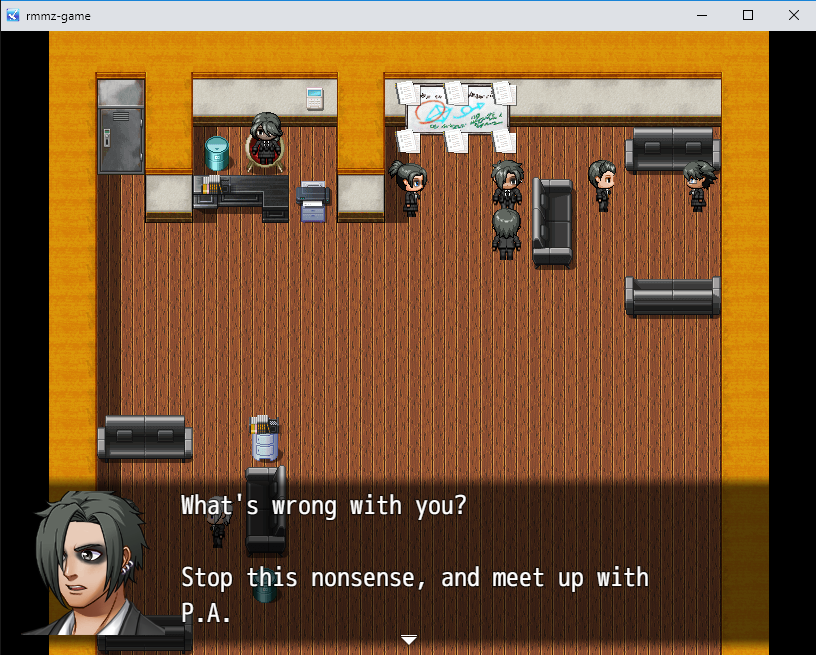 rmmz-game
What's wrong with you?
Stop this nonsense, and meet up with
P.A.